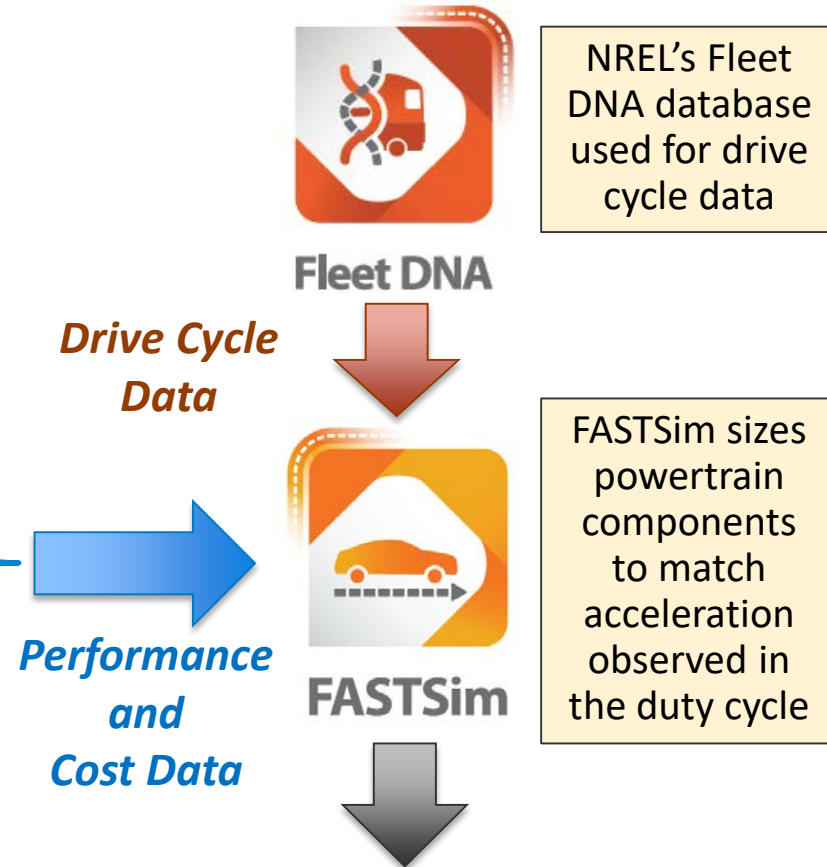 NREL’s Fleet
DNA database
used for drive
cycle data
Fleet DNA
Drive Cycle
Data
FASTSim sizes
powertrain
components
to match
acceleration
observed in
the duty cycle
Performance
and
Cost Data
FASTSim